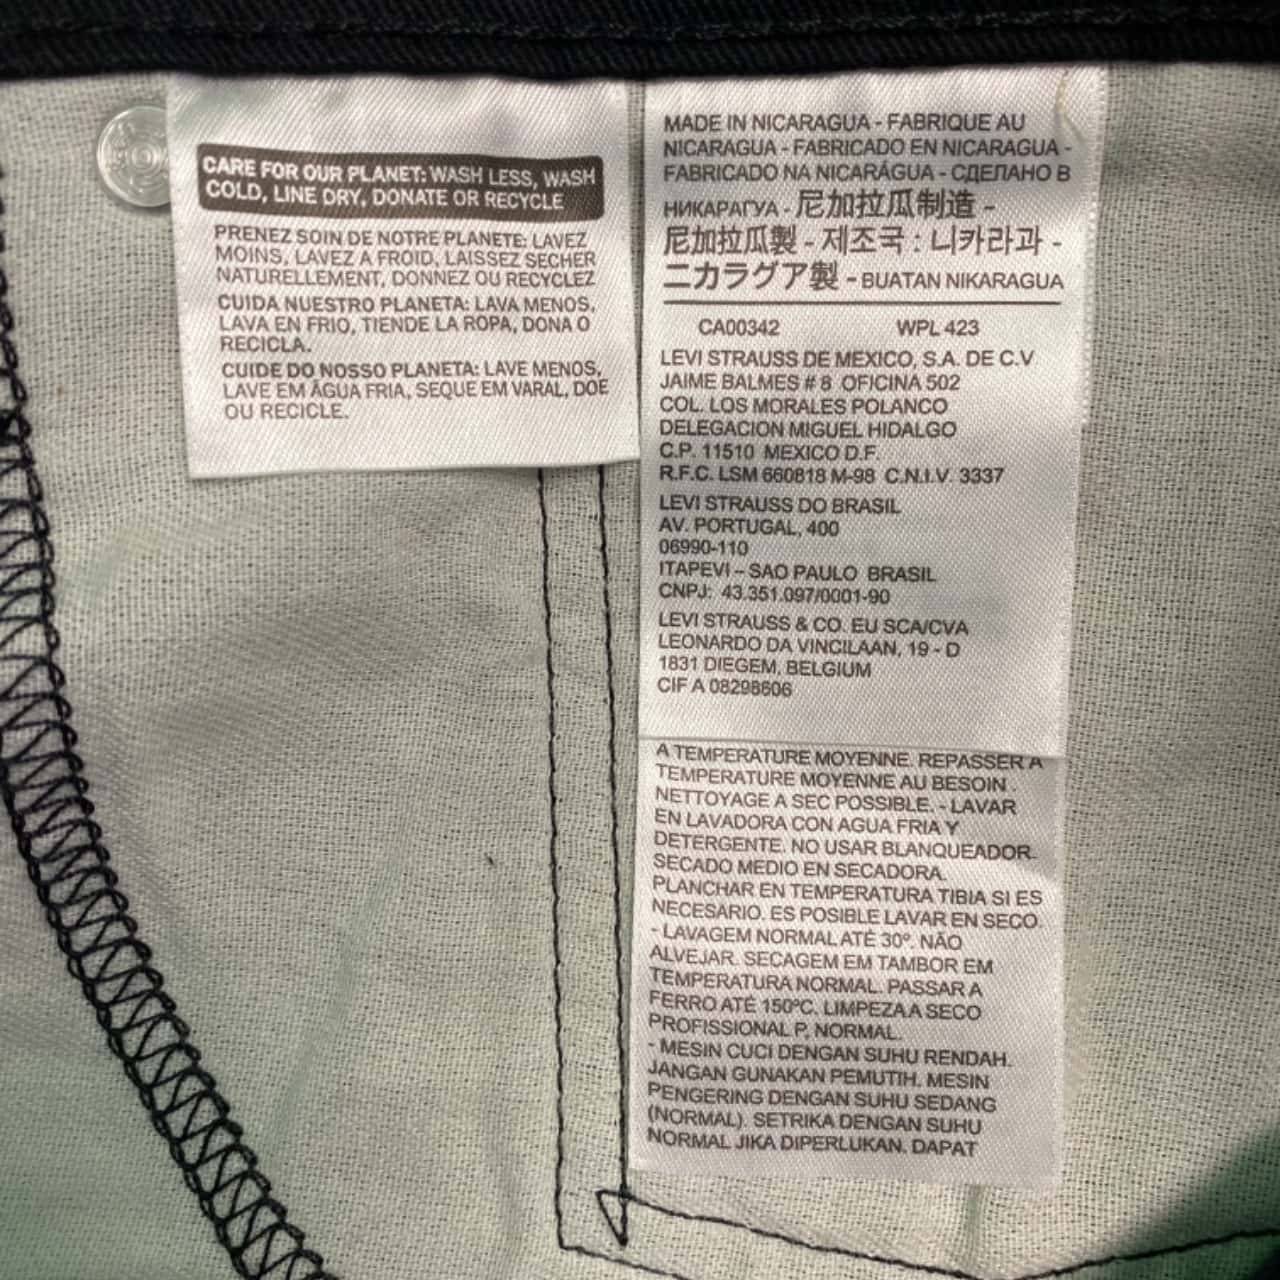 CARE FOR OUR PLANET: WASH LESS, WASH
COLD, LINE DRY, DONATE OR RECYCLE
PRENEZ SOIN DE NOTRE PLANETE: LAVEZ
MOINS, LAVEZ A FROID, LAISSEZ SECHER
NATURELLEMENT, DONNEZ OU RECYCLEZ
CUIDA NUESTRO PLANETA: LAVA MENOS,
LAVA EN FRIO, TIENDE LA ROPA, DONA O
RECICLA.
CUIDE DO NOSSO PLANETA: LAVE MENOS,
LAVE EM ÁGUA FRIA, SEQUE EM VARAL, DOE
OU RECICLE.
MADE IN NICARAGUA - FABRIQUE AU
NICARAGUA - FABRICADO EN NICARAGUA -
FABRICADO NA NICARÁGUA - СДЕЛАНО В
НИКАРАГУА - 尼加拉瓜制造 -
尼加拉瓜製 - 제조국 : 니카라과 -
ニカラグア製 - BUATAN NIKARAGUA
CA00342 WPL 423
LEVI STRAUSS DE MEXICO, S.A. DE C.V
JAIME BALMES # 8 OFICINA 502
COL. LOS MORALES POLANCO
DELEGACION MIGUEL HIDALGO
C.P. 11510 MEXICO D.F.
R.F.C. LSM 660818 M-98 C.N.I.V. 3337
LEVI STRAUSS DO BRASIL
AV. PORTUGAL, 400
06990-110
ITAPEVI – SAO PAULO BRASIL
CNPJ: 43.351.097/0001-90
LEVI STRAUSS & CO. EU SCA/CVA
LEONARDO DA VINCILAAN, 19 - D
1831 DIEGEM, BELGIUM
CIF A 08298606
A TEMPERATURE MOYENNE. REPASSER A
TEMPERATURE MOYENNE AU BESOIN .
NETTOYAGE A SEC POSSIBLE. - LAVAR
EN LAVADORA CON AGUA FRIA Y
DETERGENTE. NO USAR BLANQUEADOR.
SECADO MEDIO EN SECADORA.
PLANCHAR EN TEMPERATURA TIBIA SI ES
NECESARIO. ES POSIBLE LAVAR EN SECO.
- LAVAGEM NORMAL ATÉ 30º. NÃO
ALVEJAR. SECAGEM EM TAMBOR EM
TEMPERATURA NORMAL. PASSAR A
FERRO ATÉ 150ºC. LIMPEZA A SECO
PROFISSIONAL P, NORMAL.
- MESIN CUCI DENGAN SUHU RENDAH.
JANGAN GUNAKAN PEMUTIH. MESIN
PENGERING DENGAN SUHU SEDANG
(NORMAL). SETRIKA DENGAN SUHU
NORMAL JIKA DIPERLUKAN. DAPAT